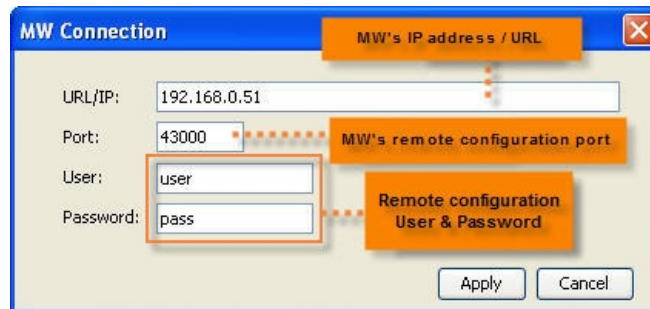 MW Connection
MW's IP address / URL
URL/IP: 192.168.0.51
Port: 43000
MW's remote configuration port
User: user
Password: pass
Remote configuration
User & Password
Apply Cancel